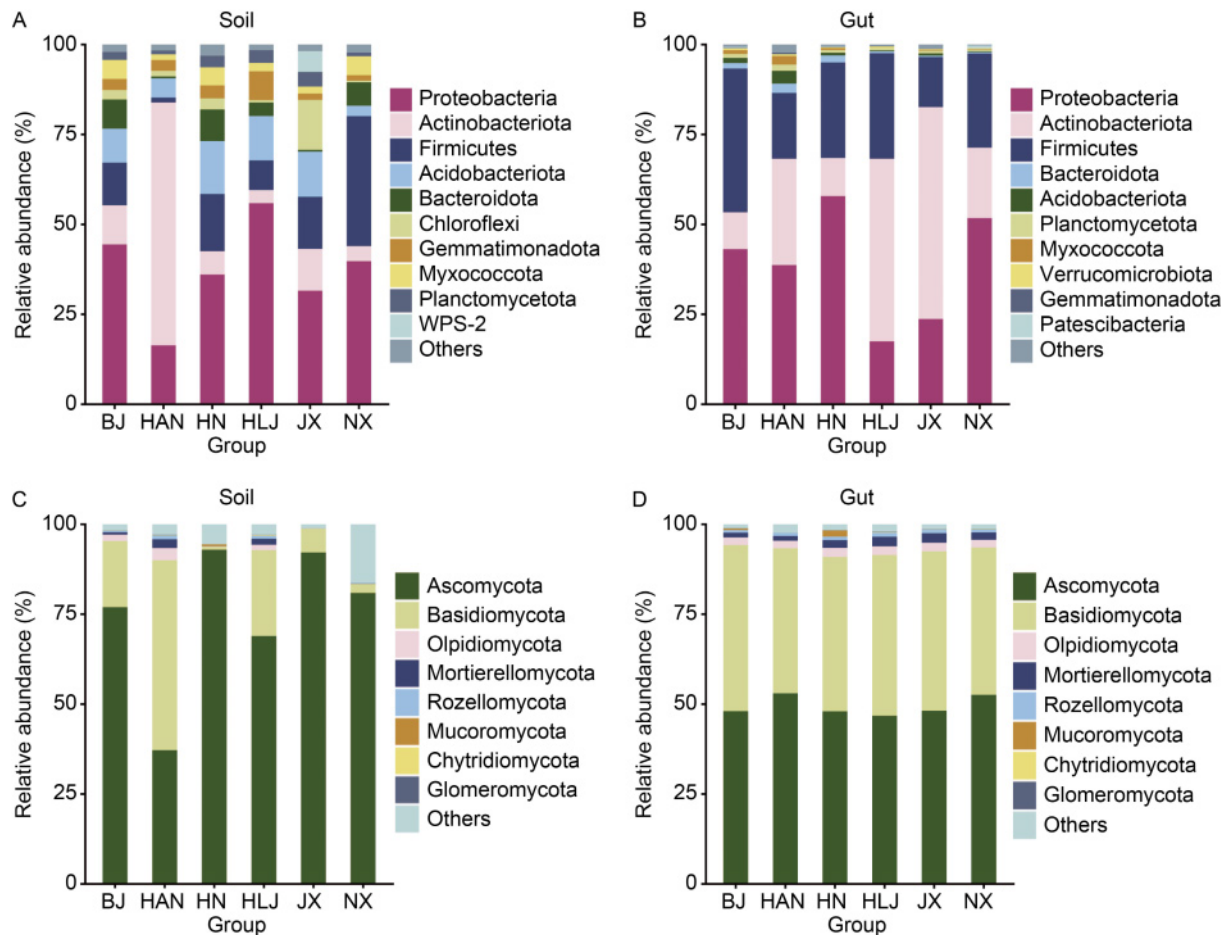 A
Soil
Relative abundance (%)
100
75
50
25
0
BJ HAN HN HLJ JX NX
Group
Proteobacteria
Actinobacteriota
Firmicutes
Acidobacteriota
Bacteroidota
Chloroflexi
Gemmatimonadota
Myxococcota
Planctomycetota
WPS-2
Others
B
Gut
Relative abundance (%)
100
75
50
25
0
BJ HAN HN HLJ JX NX
Group
Proteobacteria
Actinobacteriota
Firmicutes
Bacteroidota
Acidobacteriota
Planctomycetota
Myxococcota
Verrucomicrobiota
Gemmatimonadota
Patescibacteria
Others
C
Soil
Relative abundance (%)
100
75
50
25
0
BJ HAN HN HLJ JX NX
Group
Ascomycota
Basidiomycota
Olpidiomycota
Mortierellomycota
Rozellomycota
Mucoromycota
Chytridiomycota
Glomeromycota
Others
D
Gut
Relative abundance (%)
100
75
50
25
0
BJ HAN HN HLJ JX NX
Group
Ascomycota
Basidiomycota
Olpidiomycota
Mortierellomycota
Rozellomycota
Mucoromycota
Chytridiomycota
Glomeromycota
Others